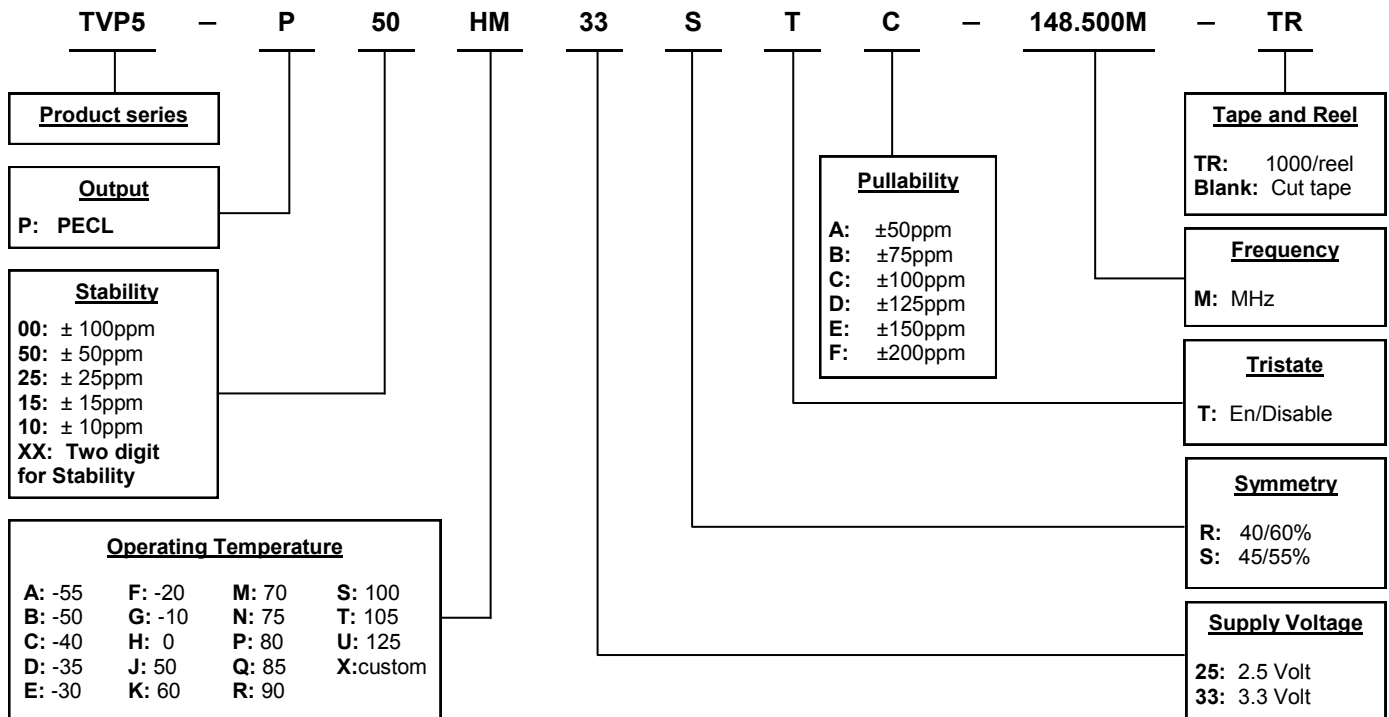 TVP5 – P 50 HM 33 S T C – 148.500M – TR
Product series
Output
P: PECL
Stability
00: ± 100ppm
50: ± 50ppm
25: ± 25ppm
15: ± 15ppm
10: ± 10ppm
XX: Two digit
for Stability
Operating Temperature
A: -55 F: -20 M: 70 S: 100
B: -50 G: -10 N: 75 T: 105
C: -40 H: 0 P: 80 U: 125
D: -35 J: 50 Q: 85 X:custom
E: -30 K: 60 R: 90
Pullability
A: ±50ppm
B: ±75ppm
C: ±100ppm
D: ±125ppm
E: ±150ppm
F: ±200ppm
Tape and Reel
TR: 1000/reel
Blank: Cut tape
Frequency
M: MHz
Tristate
T: En/Disable
Symmetry
R: 40/60%
S: 45/55%
Supply Voltage
25: 2.5 Volt
33: 3.3 Volt